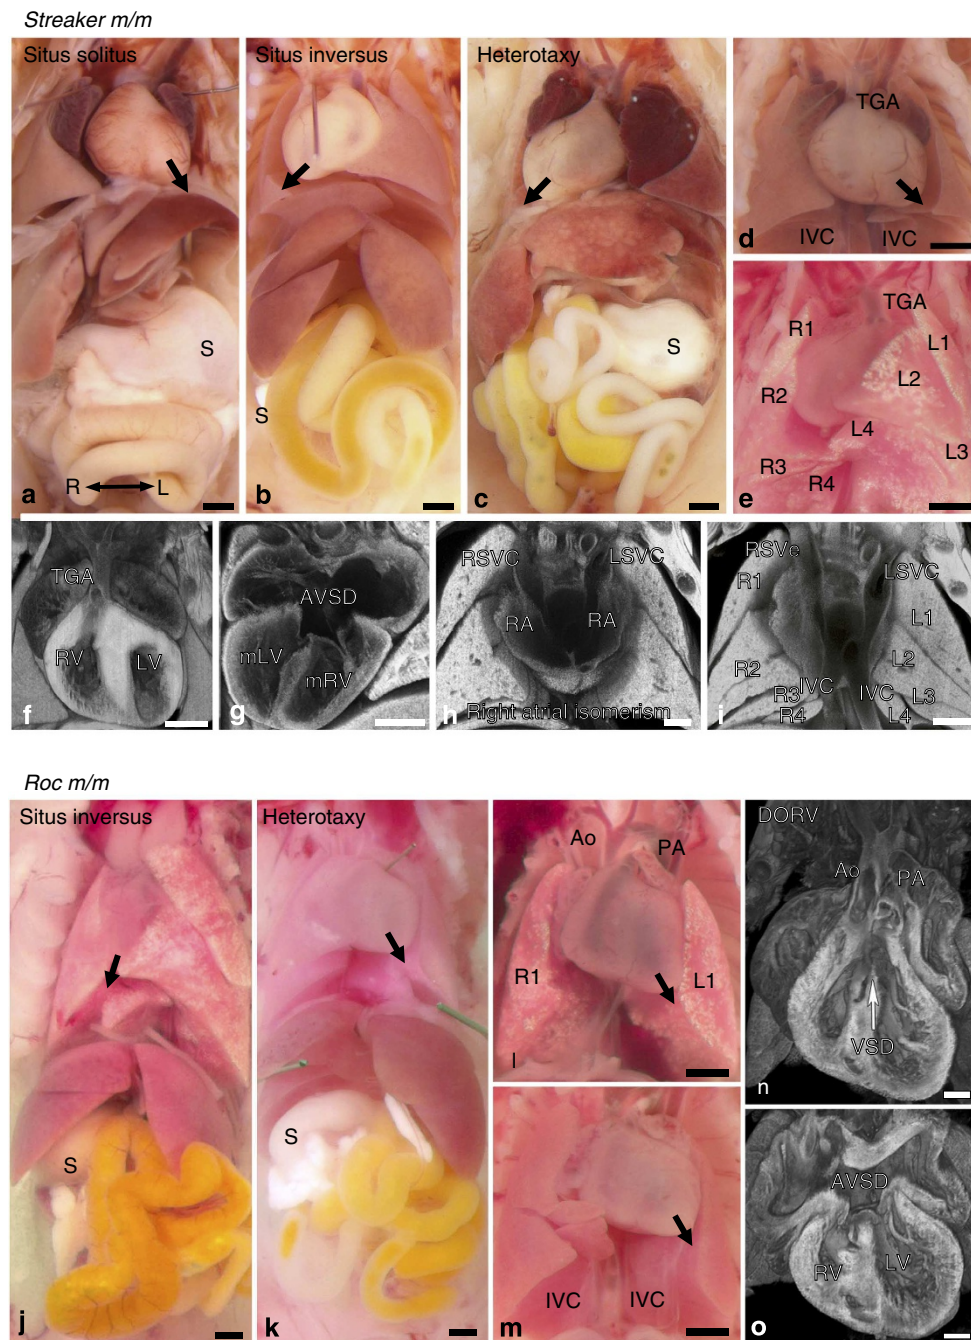 Streaker m/m
Situs solitus
S
R L
a
Situs inversus
S
b
Heterotaxy
S
c
TGA
IVC IVC
d
TGA
R1
L1
L2
R2
L4
L3
R3
R4
e
TGA
RV LV
f
AVSD
mLV
mRV
g
RSVC LSVC
RA RA
Right atrial isomerism
h
RSVC
LSVC
R1
L1
R2
L2
IVC IVC
R3 L3
R4 L4
i
Roc m/m
Situs inversus
S
j
Heterotaxy
S
k
Ao
PA
R1 L1
l
IVC IVC
m
DORV
Ao PA
VSD
n
AVSD
RV LV
o